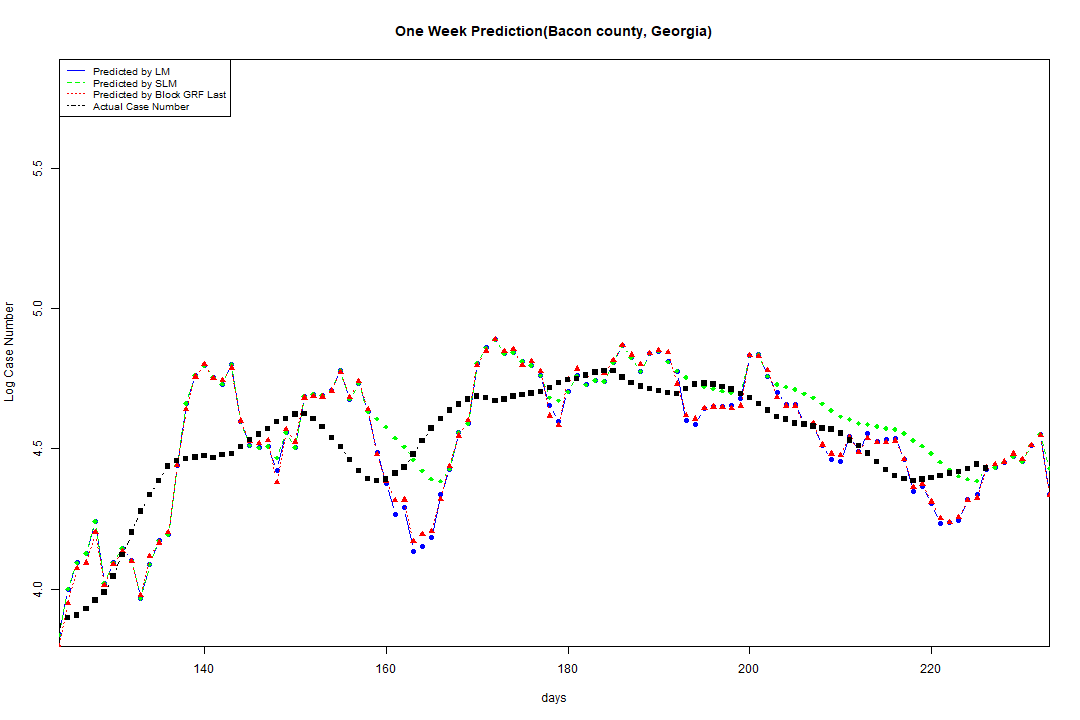 One Week Prediction(Bacon county, Georgia)
Predicted by LM
Predicted by SLM
Predicted by Block GRF Last
Actual Case Number
5.5
5.0
4.5
4.0
Log Case Number
140 160 180 200 220
days